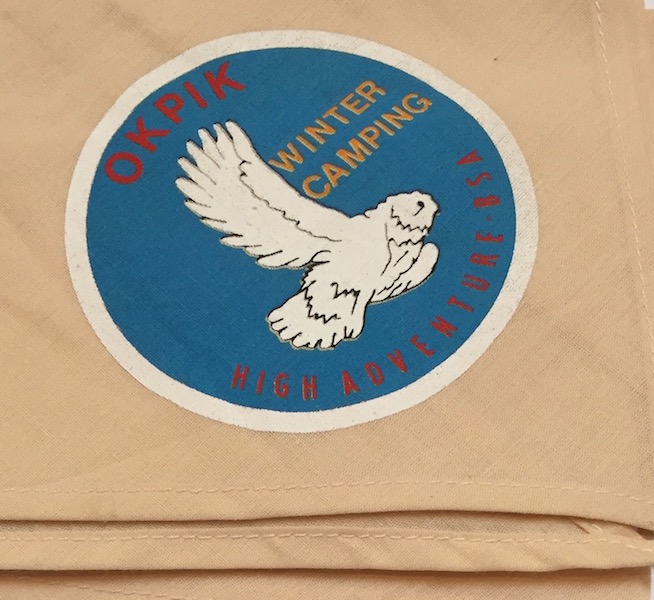 OKPIK
WINTER
CAMPING
HIGH ADVENTURE-BSA